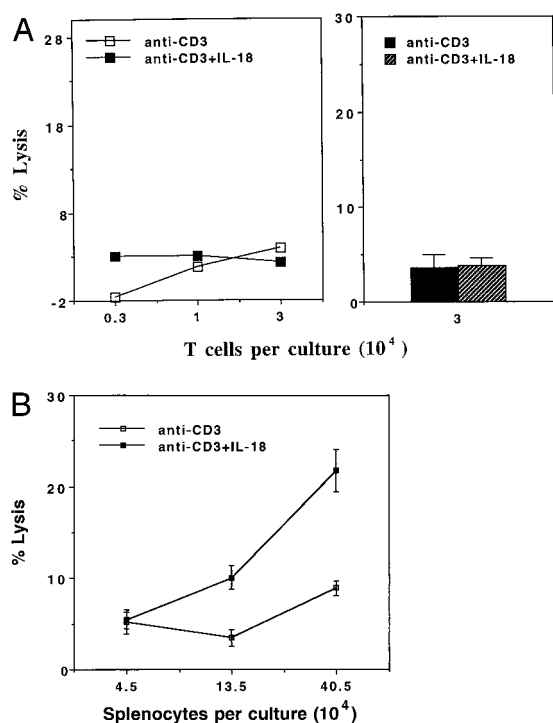 A
anti-CD3
anti-CD3+IL-18
28
18
8
-2
0.3 1 3
% Lysis
30
20
10
0
anti-CD3
anti-CD3+IL-18
3
T cells per culture (10⁴)
B
30
20
10
0
anti-CD3
anti-CD3+IL-18
% Lysis
4.5 13.5 40.5
Splenocytes per culture (10⁴)